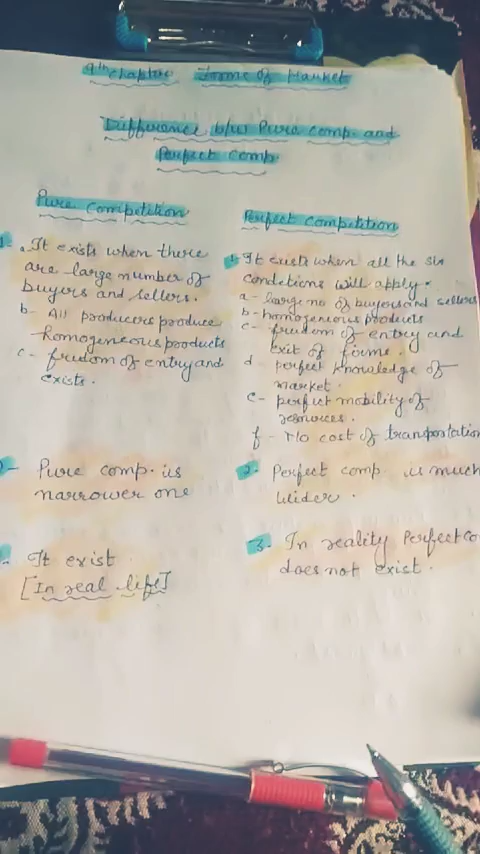 9th chapter Forms of Market
Difference b/w Pure comp. and
Perfect Comp.
Pure Competition
1- a. It exists when there
are large number of
buyers and sellers.
b- All producers produce
homogeneous products
c- freedom of entry and
exists.
2- Pure comp. is
narrower one
It exist
[In real life]
Perfect Competition
1. It exists when all the six
conditions will apply.
a- large no of buyers and sellers
b- homogeneous products
c- freedom of entry and
exit of forms.
d- perfect knowledge of
market.
e- perfect mobility of
resources.
f- No cost of transportation
2. Perfect comp is much
wider.
3. In reality Perfect co
does not exist.